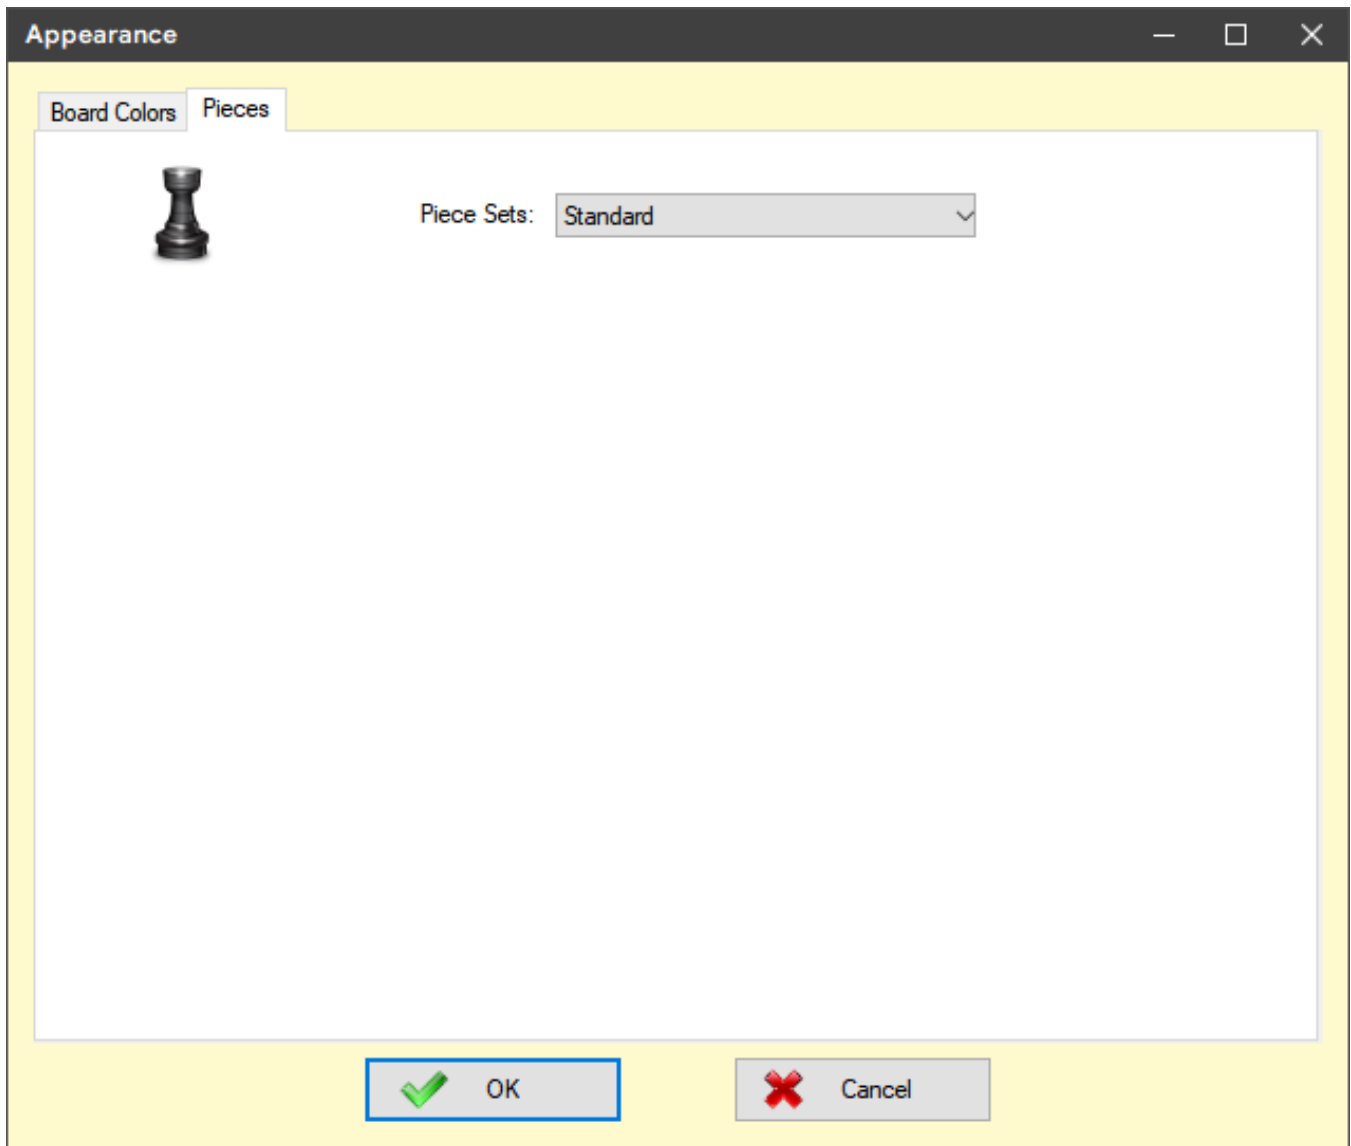 Appearance
Board Colors
Pieces
Piece Sets:
Standard
OK
Cancel